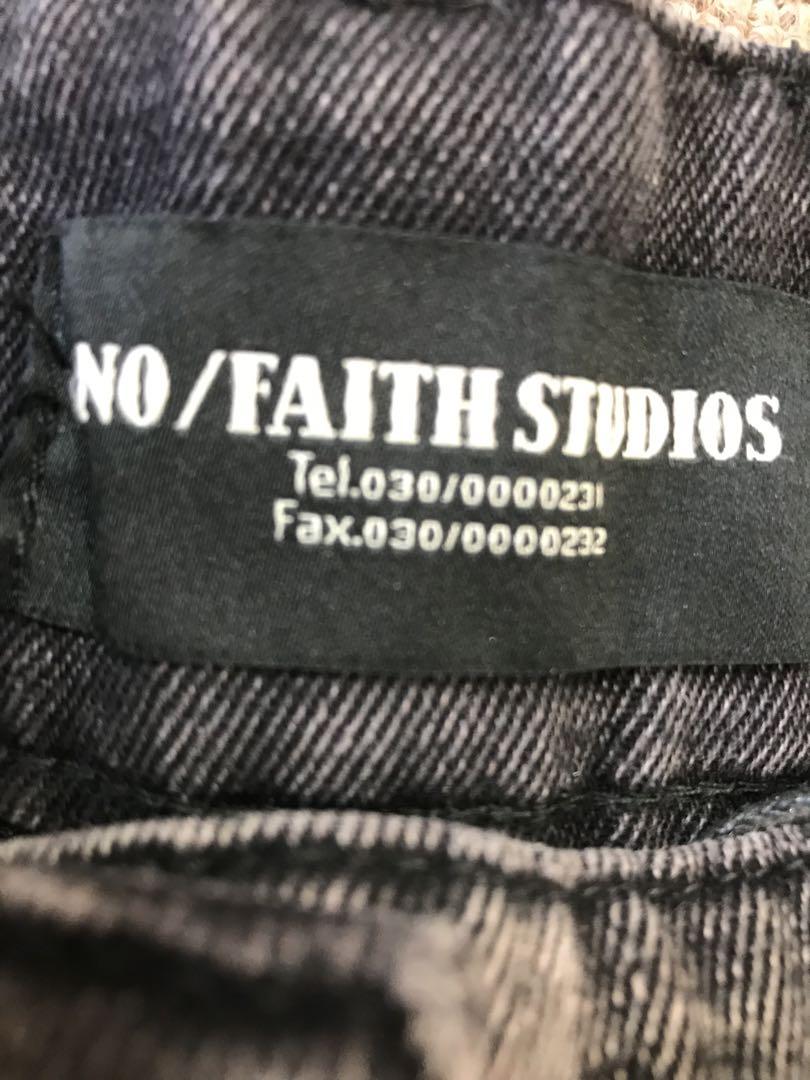 NO/FAITH STUDIOS
Tel.030/0000231
Fax.030/0000232